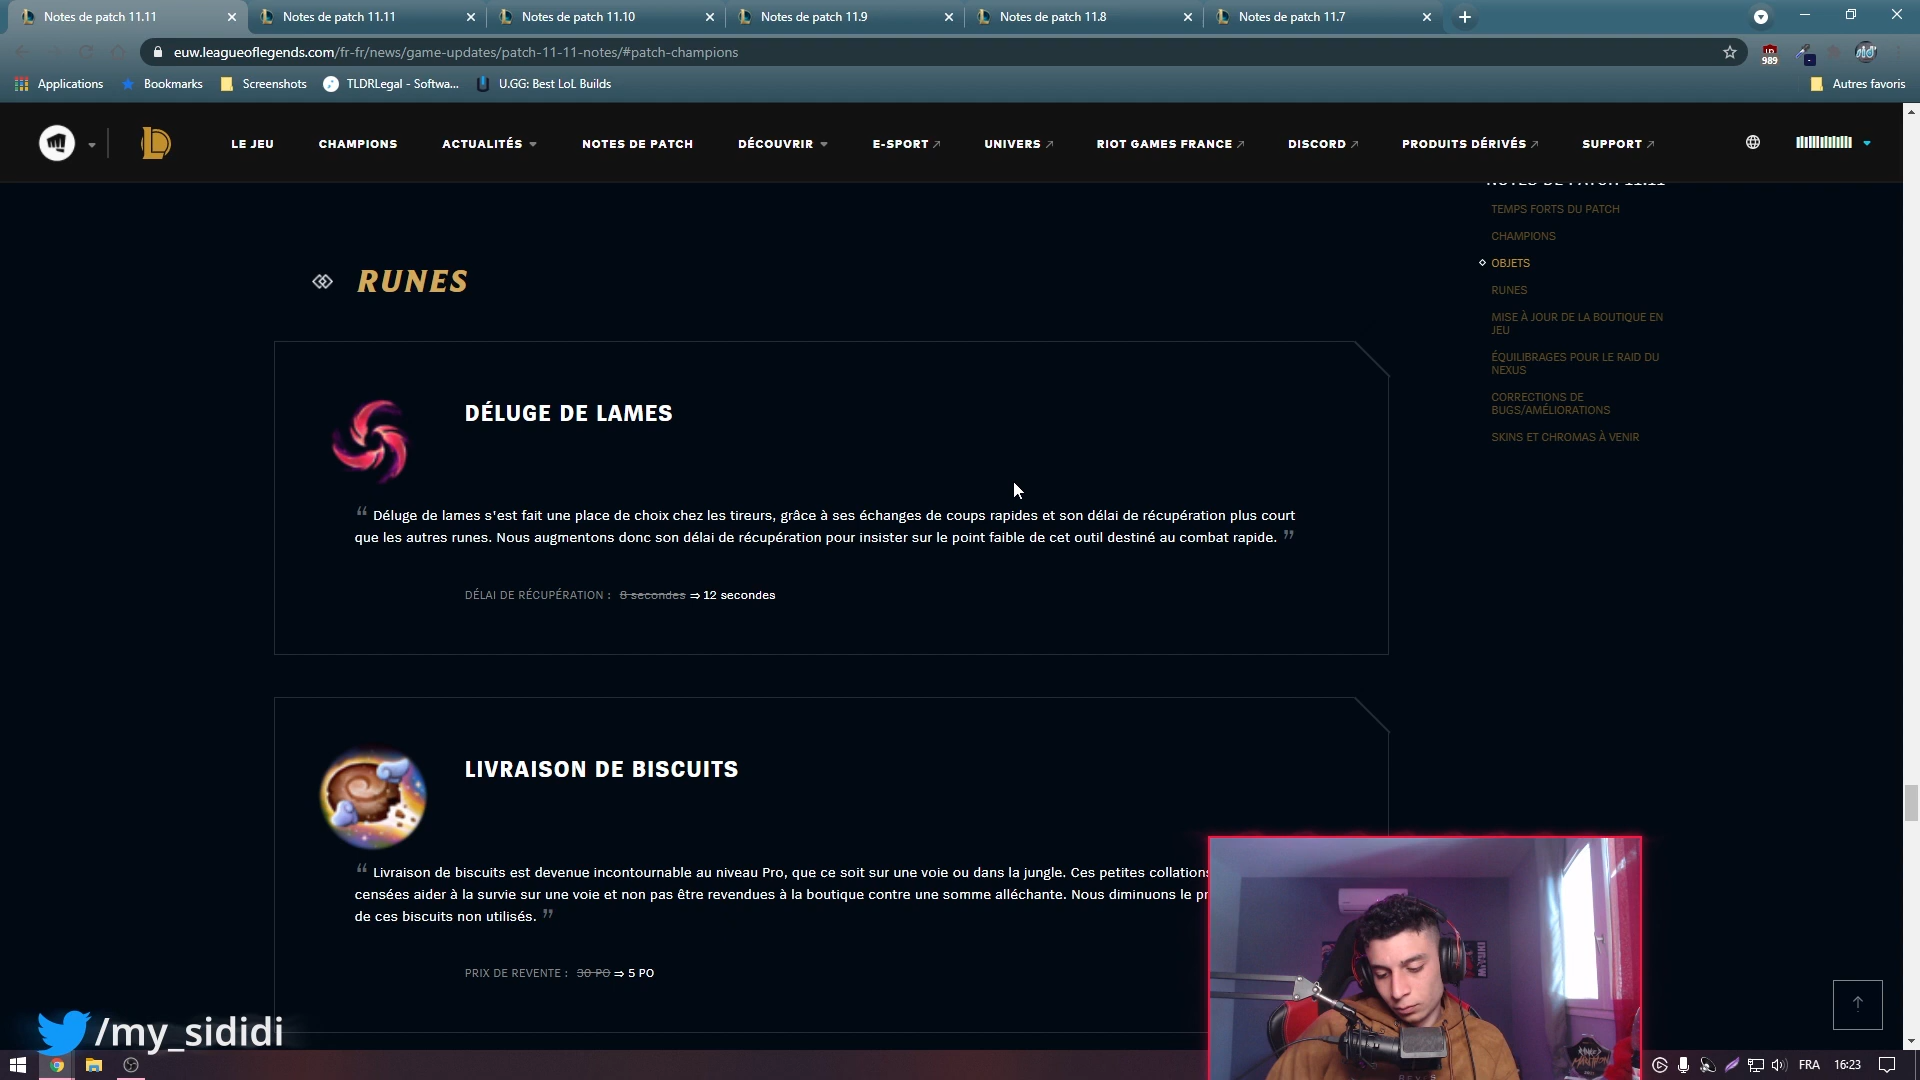 Notes de patch 11.11
Notes de patch 11.11
Notes de patch 11.10
Notes de patch 11.9
Notes de patch 11.8
Notes de patch 11.7
euw.leagueoflegends.com/fr-fr/news/game-updates/patch-11-11-notes/#patch-champions
989
Applications
Bookmarks
Screenshots
TLDRLegal - Softwa...
U.GG: Best LoL Builds
Autres favoris
LE JEU
CHAMPIONS
ACTUALITÉS
NOTES DE PATCH
DÉCOUVRIR
E-SPORT
UNIVERS
RIOT GAMES FRANCE
DISCORD
PRODUITS DÉRIVÉS
SUPPORT
NOTES DE PATCH 11.11
TEMPS FORTS DU PATCH
CHAMPIONS
OBJETS
RUNES
MISE À JOUR DE LA BOUTIQUE EN
JEU
ÉQUILIBRAGES POUR LE RAID DU
NEXUS
CORRECTIONS DE
BUGS/AMÉLIORATIONS
SKINS ET CHROMAS À VENIR
RUNES
DÉLUGE DE LAMES
“ Déluge de lames s'est fait une place de choix chez les tireurs, grâce à ses échanges de coups rapides et son délai de récupération plus court
que les autres runes. Nous augmentons donc son délai de récupération pour insister sur le point faible de cet outil destiné au combat rapide. ”
DÉLAI DE RÉCUPÉRATION : 8 secondes ⇒ 12 secondes
LIVRAISON DE BISCUITS
“ Livraison de biscuits est devenue incontournable au niveau Pro, que ce soit sur une voie ou dans la jungle. Ces petites collations
censées aider à la survie sur une voie et non pas être revendues à la boutique contre une somme alléchante. Nous diminuons le pr
de ces biscuits non utilisés. ”
PRIX DE REVENTE : 30 PO ⇒ 5 PO
/my_sididi
FRA
16:23